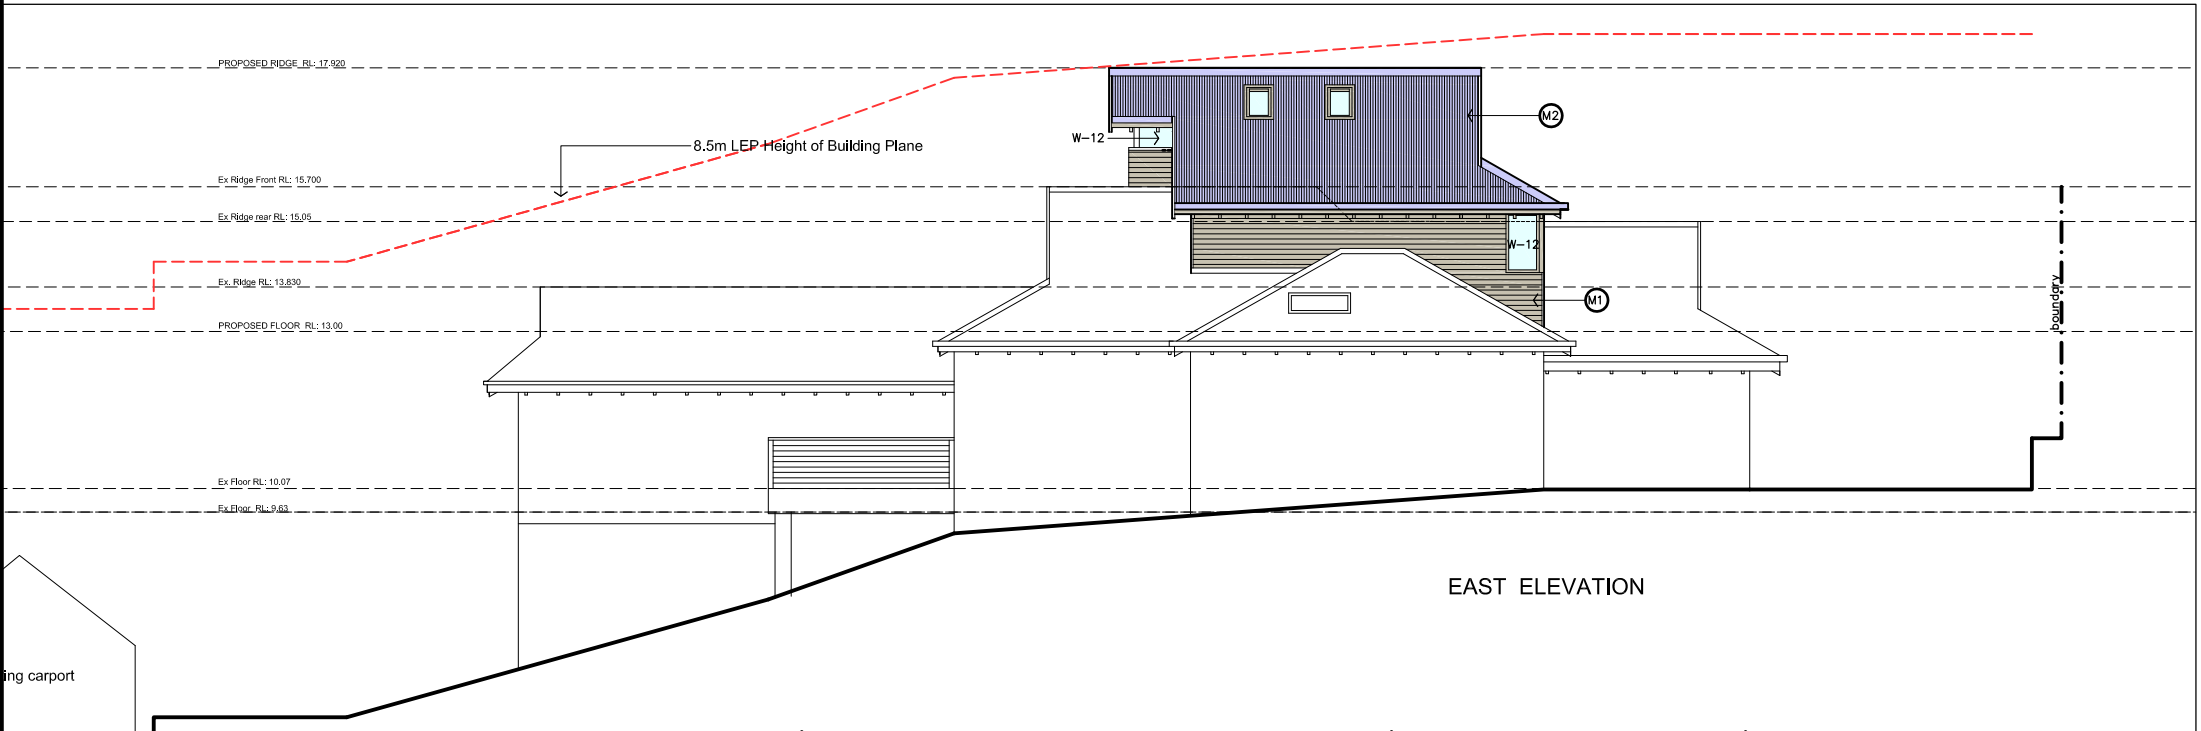 PROPOSED RIDGE RL: 17.920
M2
W-12
8.5m LEP Height of Building Plane
Ex Ridge Front RL: 15.700
Ex Ridge rear RL: 15.05
W-12
Ex. RIdge RL: 13.830
boundary
M1
PROPOSED FLOOR RL: 13.00
Ex Floor RL: 10.07
Ex Floor RL: 9.63
EAST ELEVATION
ing carport